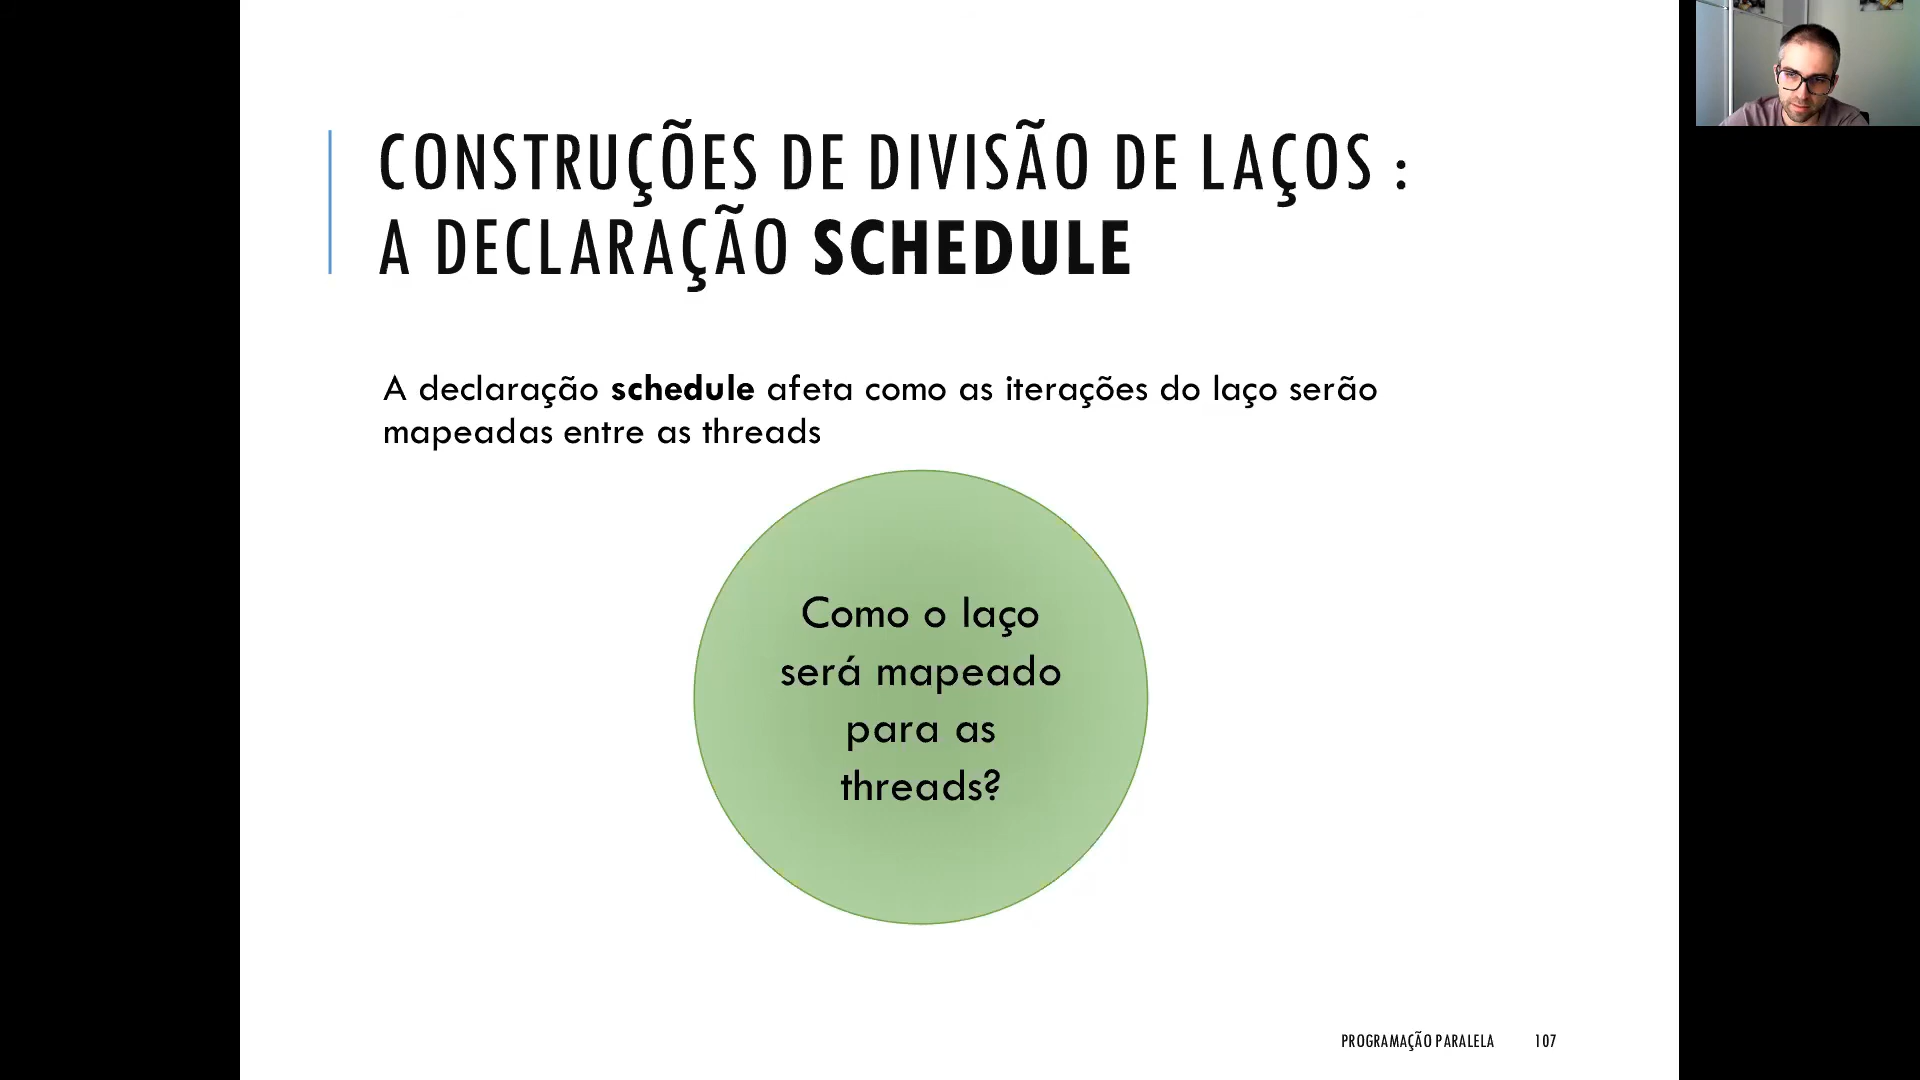 CONSTRUÇÕES DE DIVISÃO DE LAÇOS :
A DECLARAÇÃO SCHEDULE
A declaração schedule afeta como as iterações do laço serão
mapeadas entre as threads
Como o laço
será mapeado
para as
threads?
PROGRAMAÇÃO PARALELA 107